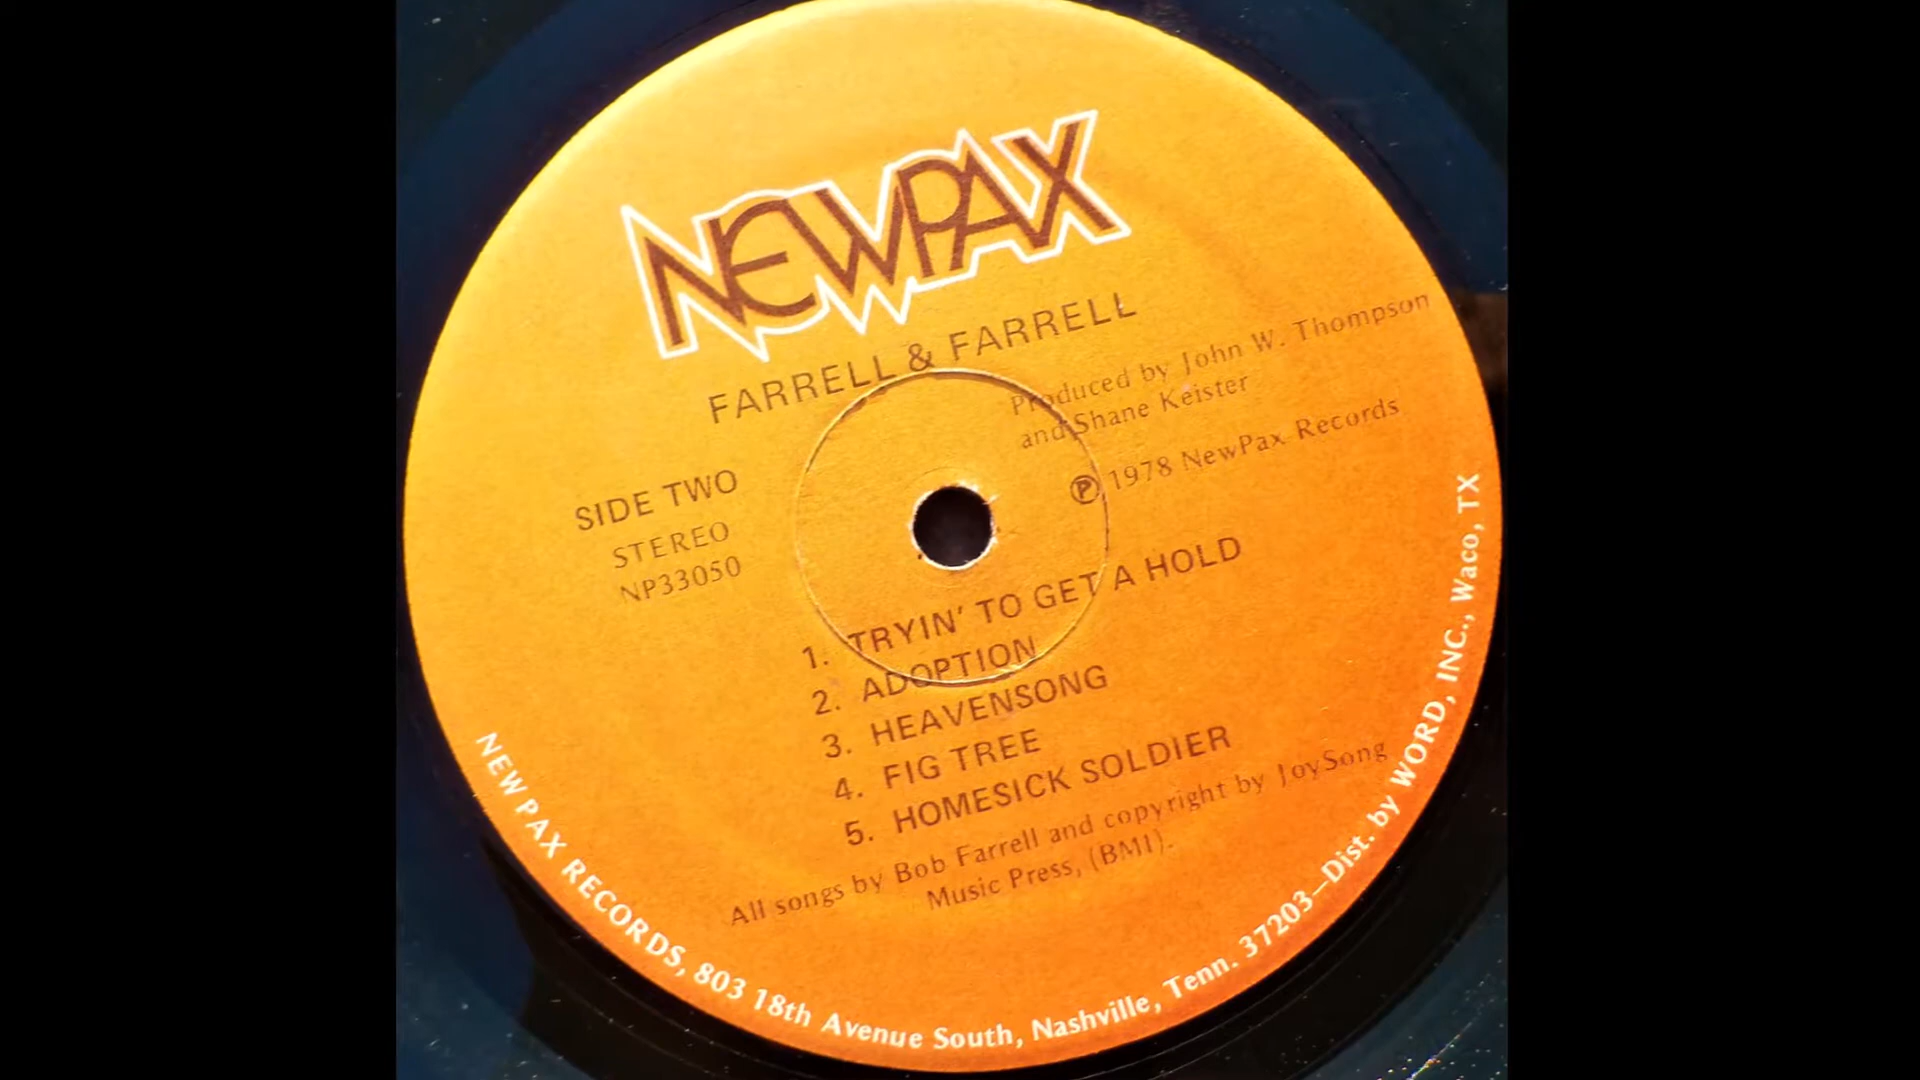 NEWPAX
FARRELL & FARRELL
Produced by John W. Thompson
and Shane Keister
℗ 1978 NewPax Records
SIDE TWO
STEREO
NP33050
1. TRYIN' TO GET A HOLD
2. ADOPTION
3. HEAVENSONG
4. FIG TREE
5. HOMESICK SOLDIER
All songs by Bob Farrell and copyright by JoySong
Music Press, (BMI).
NEW PAX RECORDS, 803 18th Avenue South, Nashville, Tenn. 37203—Dist. by WORD, INC., Waco, TX